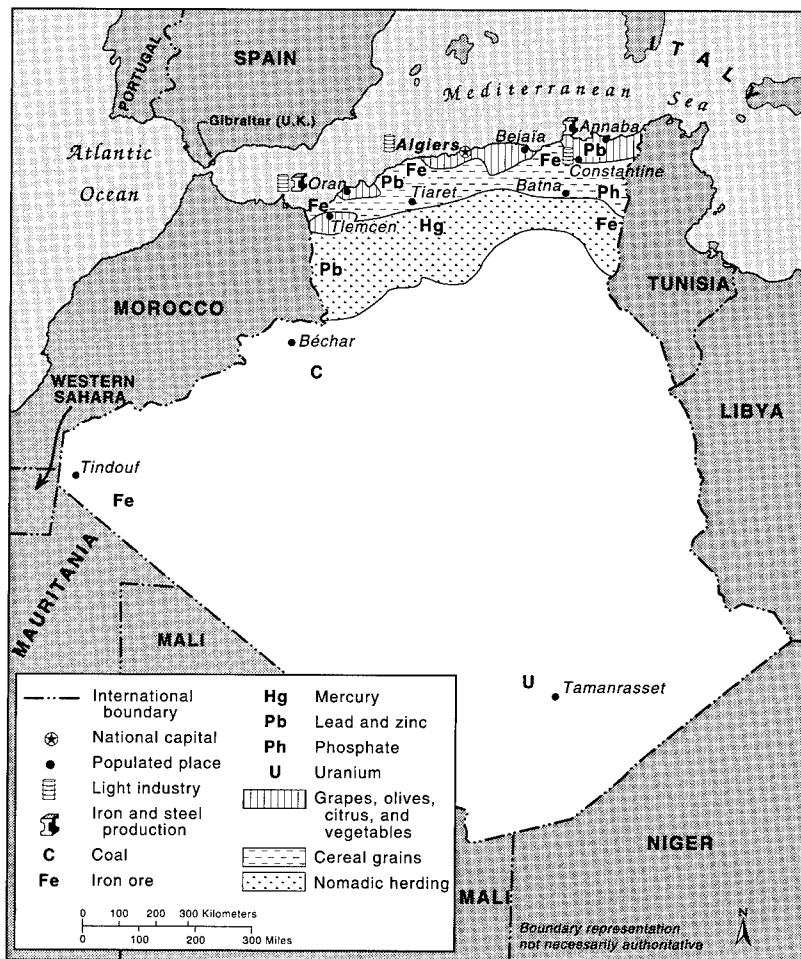 PORTUGAL
SPAIN
ITALY
Gibraltar (U.K.)
Mediterranean
Sea
Atlantic
Ocean
Algiers
Bejaia
Annaba
Fe
Pb
Fe
Constantine
Oran
Pb
Tiaret
Batna
Ph
Fe
Tlemcen
Hg
Fe
Pb
MOROCCO
TUNISIA
Béchar
C
WESTERN
SAHARA
LIBYA
Tindouf
Fe
MAURITANIA
MALI
U
Tamanrasset
NIGER
MALI
International
boundary
National capital
Populated place
Light industry
Iron and steel
production
C Coal
Fe Iron ore
Hg Mercury
Pb Lead and zinc
Ph Phosphate
U Uranium
Grapes, olives,
citrus, and
vegetables
Cereal grains
Nomadic herding
0 100 200 300 Kilometers
0 100 200 300 Miles
Boundary representation
not necessarily authoritative
N